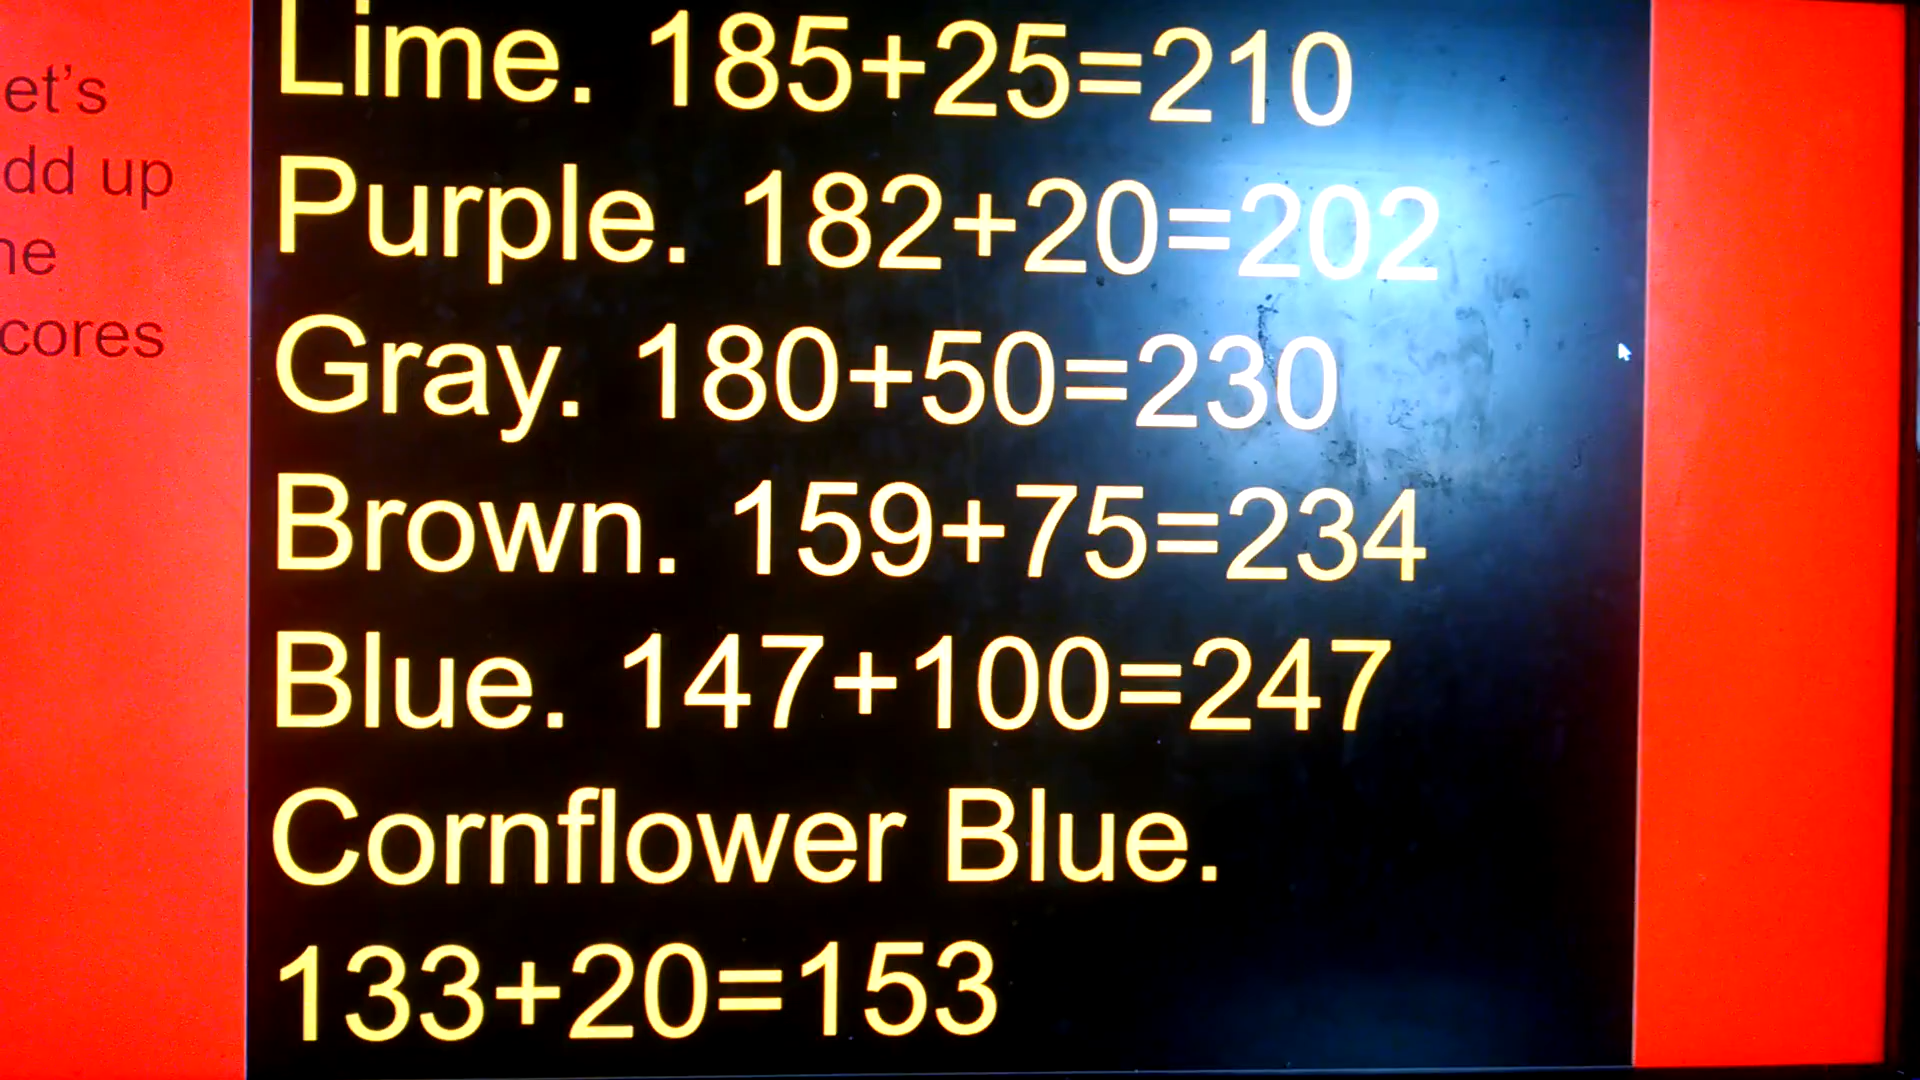 et's
dd up
he
cores
Lime. 185+25=210
Purple. 182+20=202
Gray. 180+50=230
Brown. 159+75=234
Blue. 147+100=247
Cornflower Blue.
133+20=153